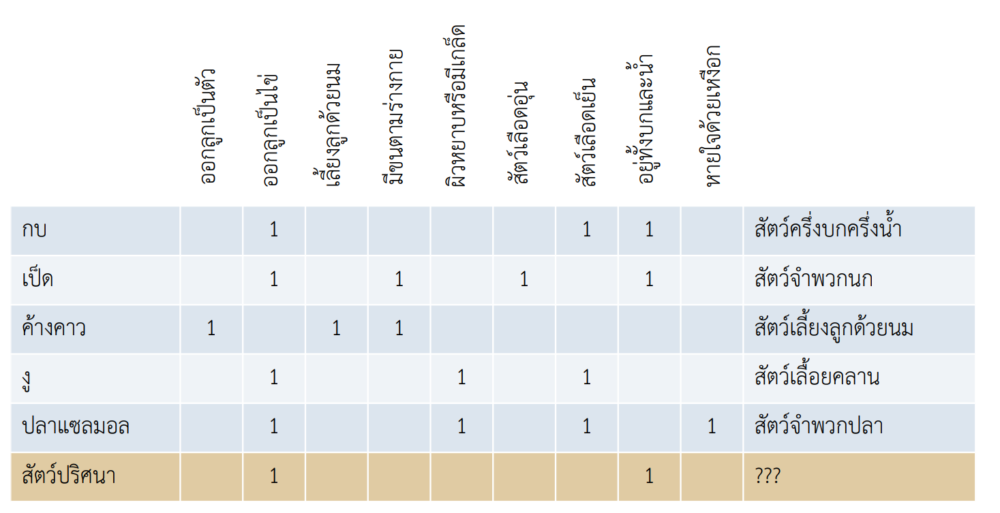 ออกลูกเป็นตัว
ออกลูกเป็นไข่
เลี้ยงลูกด้วยนม
มีขนตามร่างกาย
ผิวหยาบหรือมีเกล็ด
สัตว์เลือดอุ่น
สัตว์เลือดเย็น
อยู่ทั้งบกและน้ำ
หายใจด้วยเหงือก
กบ 1 1 1 สัตว์ครึ่งบกครึ่งน้ำ
เป็ด 1 1 1 1 สัตว์จำพวกนก
ค้างคาว 1 1 1 สัตว์เลี้ยงลูกด้วยนม
งู 1 1 1 สัตว์เลื้อยคลาน
ปลาแซลมอล 1 1 1 1 สัตว์จำพวกปลา
สัตว์ปริศนา 1 1 ???